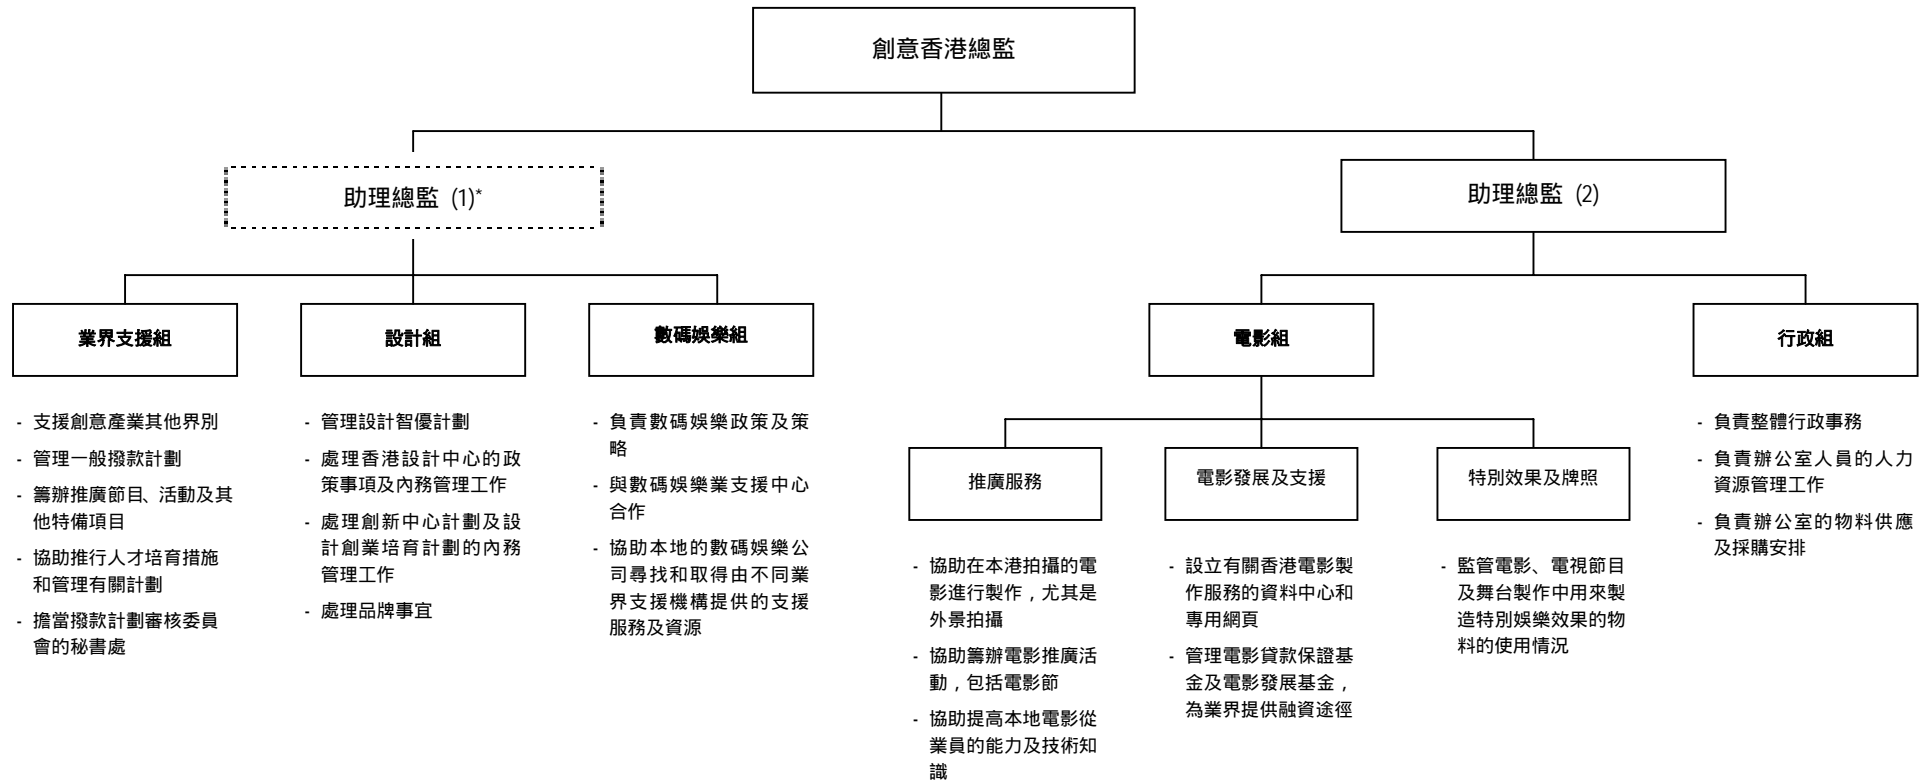 創意香港總監
助理總監 (1)*
助理總監 (2)
業界支援組
設計組
數碼娛樂組
電影組
行政組
- 支援創意產業其他界別
- 管理一般撥款計劃
- 籌辦推廣節目、活動及其
他特備項目
- 協助推行人才培育措施
和管理有關計劃
- 擔當撥款計劃審核委員
會的秘書處
- 管理設計智優計劃
- 處理香港設計中心的政
策事項及內務管理工作
- 處理創新中心計劃及設
計創業培育計劃的內務
管理工作
- 處理品牌事宜
- 負責數碼娛樂政策及策
略
- 與數碼娛樂業支援中心
合作
- 協助本地的數碼娛樂公
司尋找和取得由不同業
界支援機構提供的支援
服務及資源
推廣服務
電影發展及支援
特別效果及牌照
- 協助在本港拍攝的電
影進行製作，尤其是
外景拍攝
- 協助籌辦電影推廣活
動，包括電影節
- 協助提高本地電影從
業員的能力及技術知
識
- 設立有關香港電影製
作服務的資料中心和
專用網頁
- 管理電影貸款保證基
金及電影發展基金，
為業界提供融資途徑
- 監管電影、電視節目
及舞台製作中用來製
造特別娛樂效果的物
料的使用情況
- 負責整體行政事務
- 負責辦公室人員的人力
資源管理工作
- 負責辦公室的物料供應
及採購安排